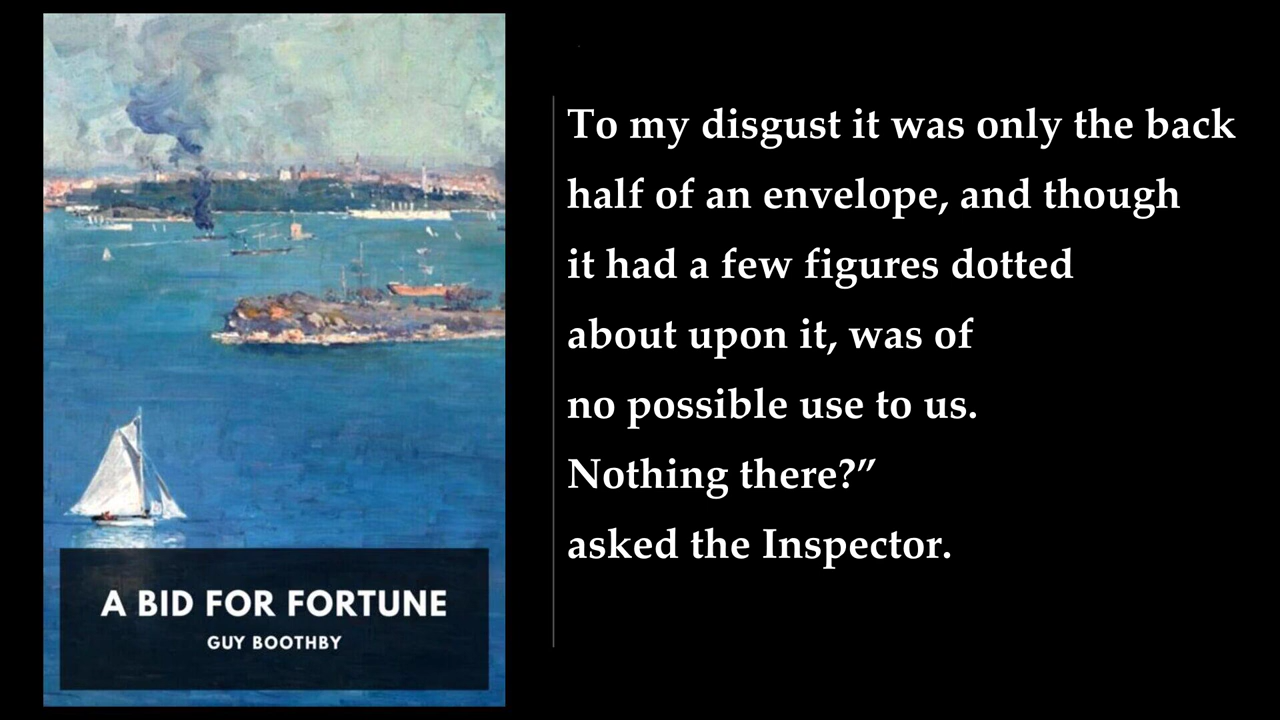 To my disgust it was only the back
half of an envelope, and though
it had a few figures dotted
about upon it, was of
no possible use to us.
Nothing there?”
asked the Inspector.
A BID FOR FORTUNE
GUY BOOTHBY